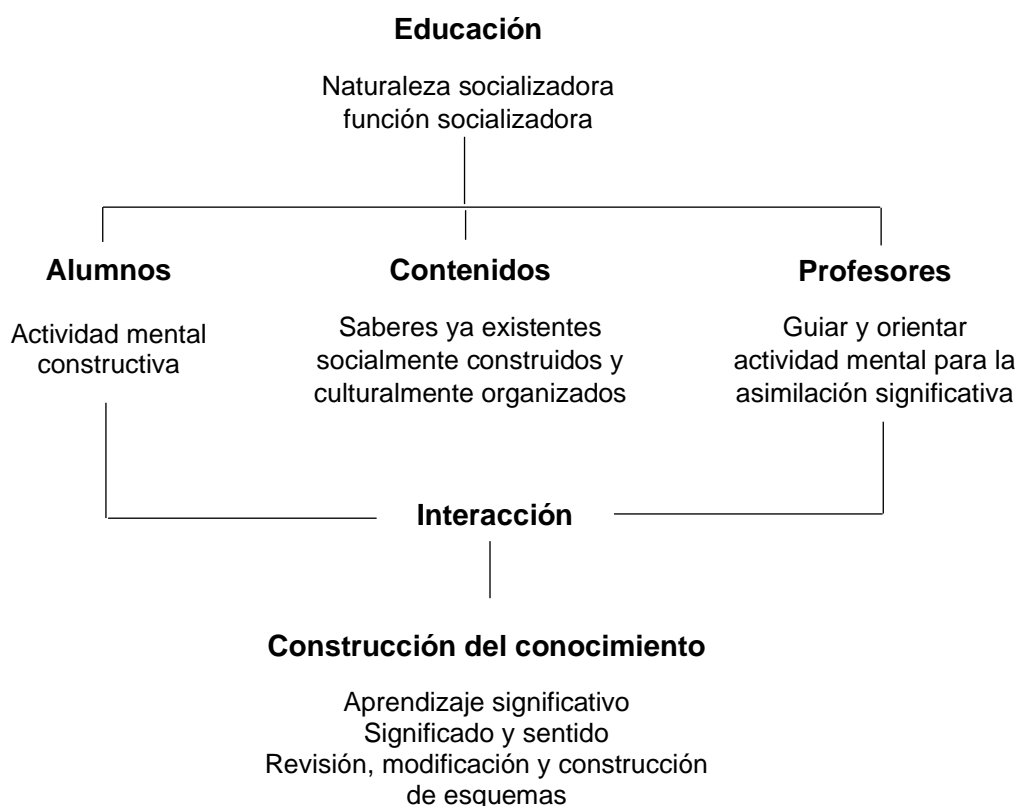 Educación
Naturaleza socializadora
función socializadora
Alumnos
Actividad mental
constructiva
Contenidos
Saberes ya existentes
socialmente construidos y
culturalmente organizados
Profesores
Guiar y orientar
actividad mental para la
asimilación significativa
Interacción
Construcción del conocimiento
Aprendizaje significativo
Significado y sentido
Revisión, modificación y construcción
de esquemas